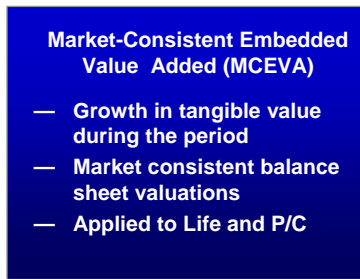 Market-Consistent Embedded
Value  Added (MCEVA)
— Growth in tangible value
during the period
— Market consistent balance
sheet valuations
— Applied to Life and P/C